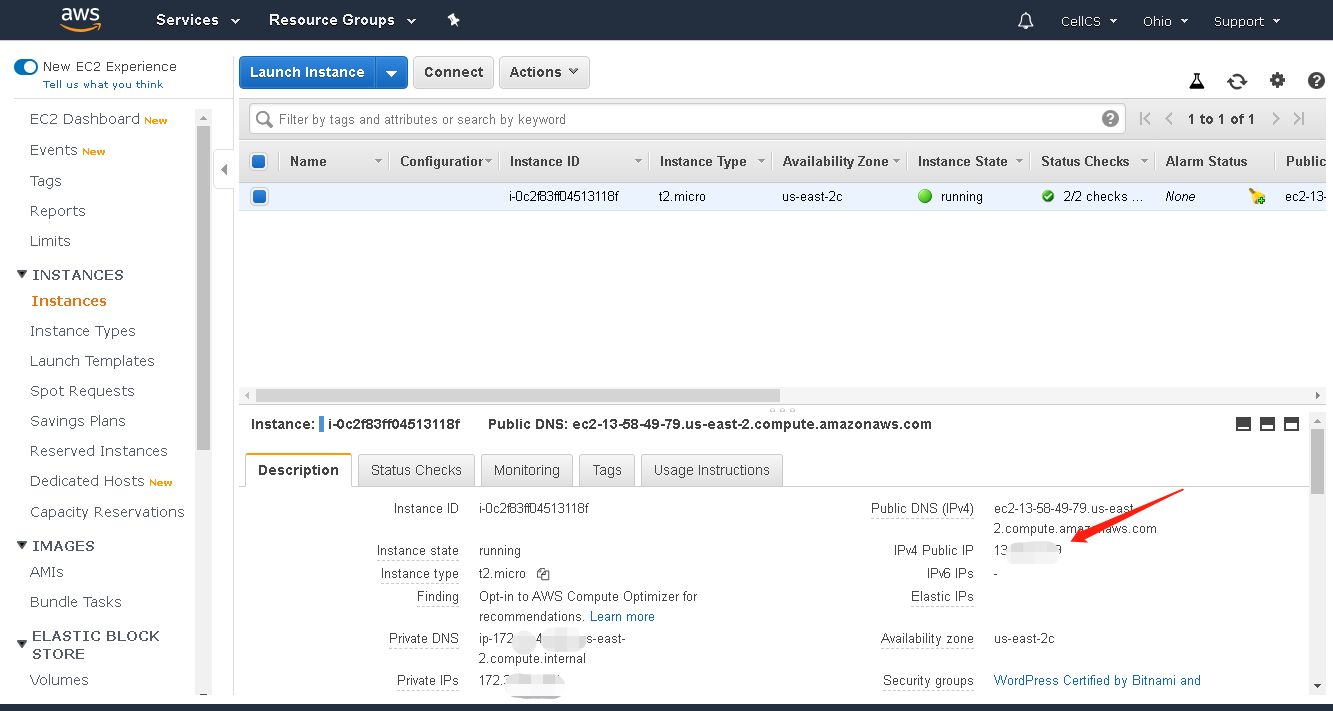 aws Services Resource Groups CellCS Ohio Support
New EC2 Experience
Tell us what you think
EC2 Dashboard New
Events New
Tags
Reports
Limits
INSTANCES
Instances
Instance Types
Launch Templates
Spot Requests
Savings Plans
Reserved Instances
Dedicated Hosts New
Capacity Reservations
IMAGES
AMIs
Bundle Tasks
ELASTIC BLOCK
STORE
Volumes
Launch Instance Connect Actions
Filter by tags and attributes or search by keyword 1 to 1 of 1
Name Configuration Instance ID Instance Type Availability Zone Instance State Status Checks Alarm Status Public
i-0c2f83ff04513118f t2.micro us-east-2c running 2/2 checks ... None ec2-13-
Instance: i-0c2f83ff04513118f Public DNS: ec2-13-58-49-79.us-east-2.compute.amazonaws.com
Description Status Checks Monitoring Tags Usage Instructions
Instance ID i-0c2f83ff04513118f
Instance state running
Instance type t2.micro
Finding Opt-in to AWS Compute Optimizer for
recommendations. Learn more
Private DNS ip-172 4 s-east-
2.compute.internal
Private IPs 172.
Public DNS (IPv4) ec2-13-58-49-79.us-east-
2.compute.amazonaws.com
IPv4 Public IP 13
IPv6 IPs -
Elastic IPs
Availability zone us-east-2c
Security groups WordPress Certified by Bitnami and